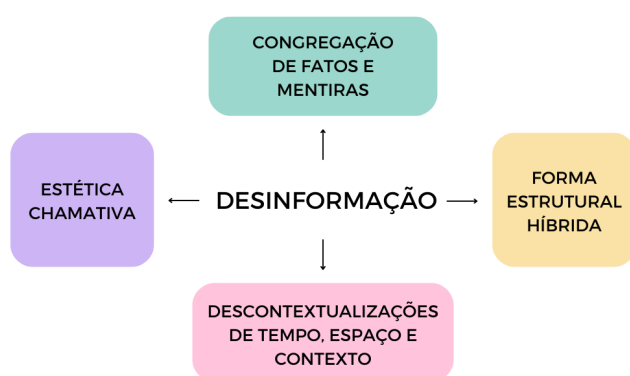 CONGREGAÇÃO
DE FATOS E
MENTIRAS
ESTÉTICA
CHAMATIVA
DESINFORMAÇÃO
FORMA
ESTRUTURAL
HÍBRIDA
DESCONTEXTUALIZAÇÕES
DE TEMPO, ESPAÇO E
CONTEXTO